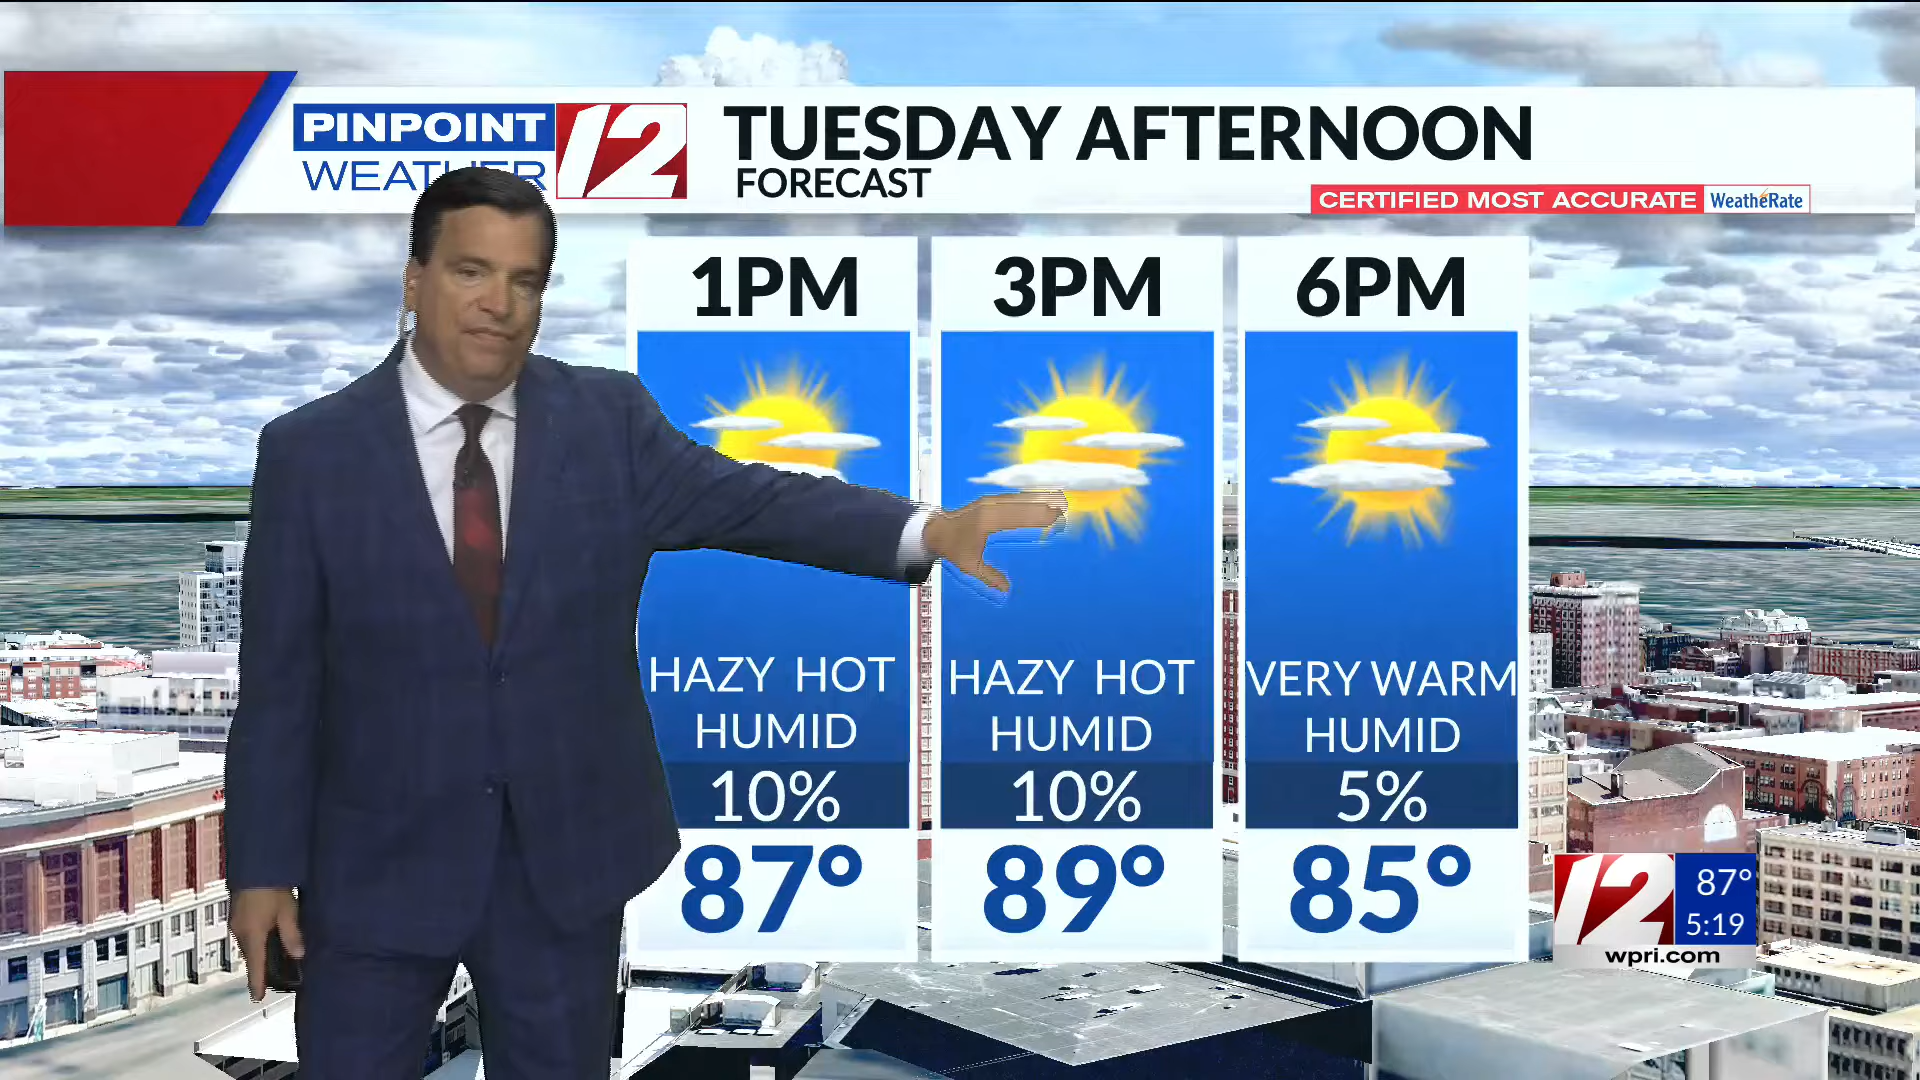 PINPOINT
WEATHER
12
TUESDAY AFTERNOON
FORECAST
CERTIFIED MOST ACCURATE WeatheRate
1PM
HAZY HOT
HUMID
10%
87°
3PM
HAZY HOT
HUMID
10%
89°
6PM
VERY WARM
HUMID
5%
85°
12
87°
5:19
wpri.com